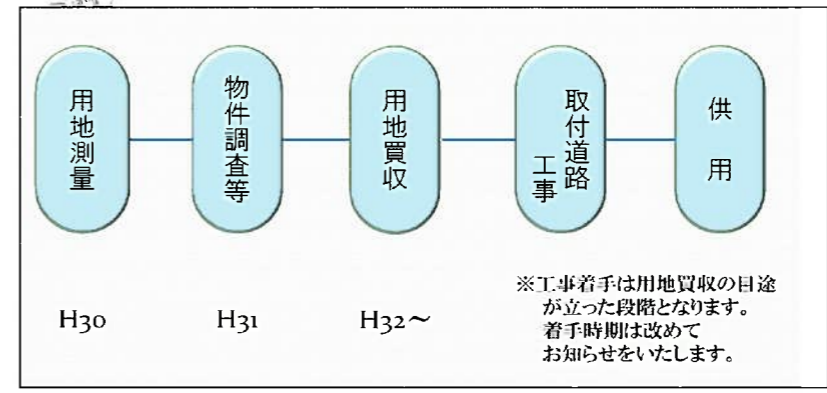 用地測量
物件調査等
用地買収
取付道路
工事
供用
H30
H31
H32～
※工事着手は用地買収の目途
が立った段階となります。
着手時期は改めて
お知らせをいたします。